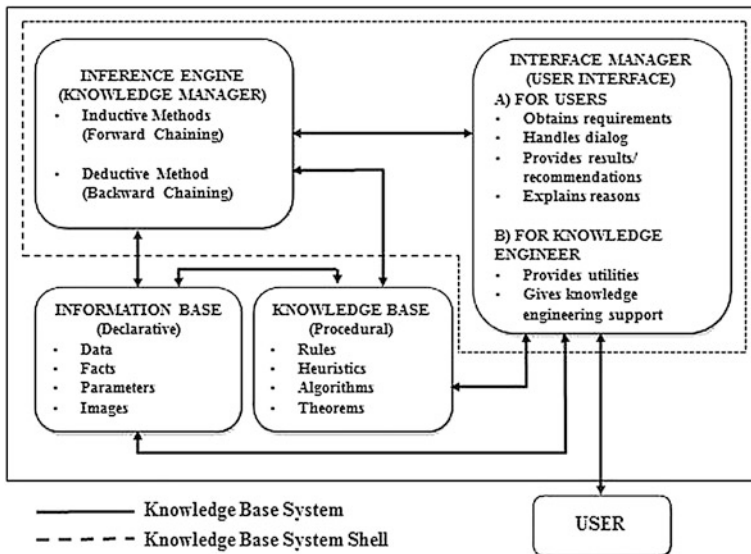 INFERENCE ENGINE
(KNOWLEDGE MANAGER)
• Inductive Methods
(Forward Chaining)
• Deductive Method
(Backward Chaining)
INTERFACE MANAGER
(USER INTERFACE)
A) FOR USERS
• Obtains requirements
• Handles dialog
• Provides results/
recommendations
• Explains reasons
B) FOR KNOWLEDGE
ENGINEER
• Provides utilities
• Gives knowledge
engineering support
INFORMATION BASE
(Declarative)
• Data
• Facts
• Parameters
• Images
KNOWLEDGE BASE
(Procedural)
• Rules
• Heuristics
• Algorithms
• Theorems
Knowledge Base System
Knowledge Base System Shell
USER